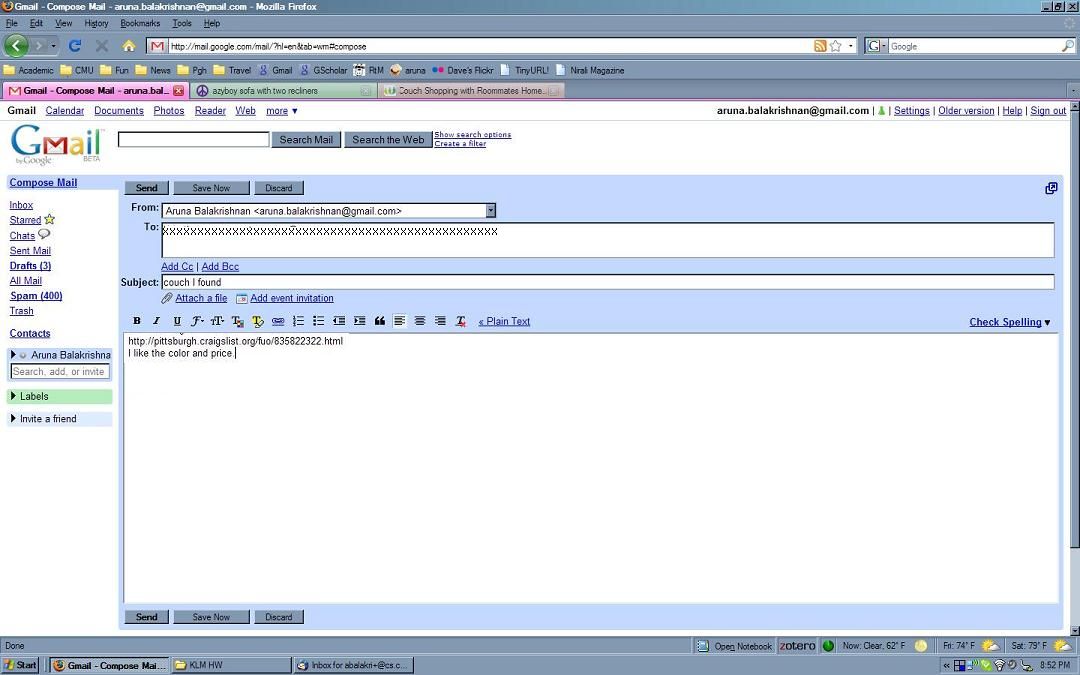 Gmail - Compose Mail - aruna.balakrishnan@gmail.com - Mozilla Firefox
File Edit View History Bookmarks Tools Help
http://mail.google.com/mail/?hl=en&tab=wm#compose Google
Academic CMU Fun News Pgh Travel Gmail GScholar RtM aruna Dave's Flickr TinyURL! Nirali Magazine
Gmail - Compose Mail - aruna.bal... azyboy sofa with two recliners Couch Shopping with Roommates Home...
Gmail Calendar Documents Photos Reader Web more ▼ aruna.balakrishnan@gmail.com | Settings | Older version | Help | Sign out
Gmail by Google BETA
Search Mail Search the Web Show search options
Create a filter
Compose Mail
Inbox
Starred
Chats
Sent Mail
Drafts (3)
All Mail
Spam (400)
Trash
Contacts
Aruna Balakrishna
Search, add, or invite
Labels
Invite a friend
Send Save Now Discard
From: Aruna Balakrishnan <aruna.balakrishnan@gmail.com>
To:
Add Cc | Add Bcc
Subject: couch I found
Attach a file Add event invitation
B I U « Plain Text Check Spelling ▼
http://pittsburgh.craigslist.org/fuo/835822322.html
I like the color and price.
Send Save Now Discard
Done Open Notebook zotero Now: Clear, 62° F Fri: 74° F Sat: 79° F
Start Gmail - Compose Mai... KLM HW Inbox for abalakri+@cs.c... « 8:52 PM